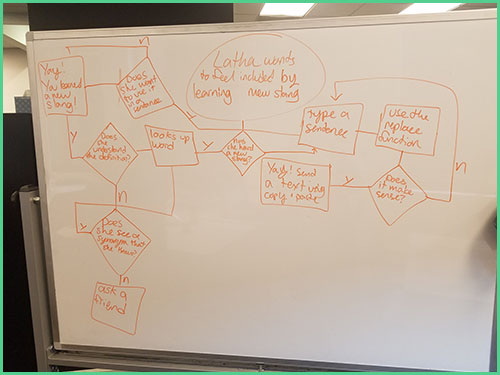 Latha wants
to feel included by
learning new slang
Yay!
You learned
a new
slang!
n
Does
she want
to use it
in a
sentence
type a
sentence
use the
replace
function
n
y
Does
she
understand
the definition?
looks up
word
y
Has
she heard
a new
slang?
Yay! Send
a text using
copy + paste
y
Does
it make
sense?
n
y
Does
she see a
synonym that
she knows?
n
ask a
friend